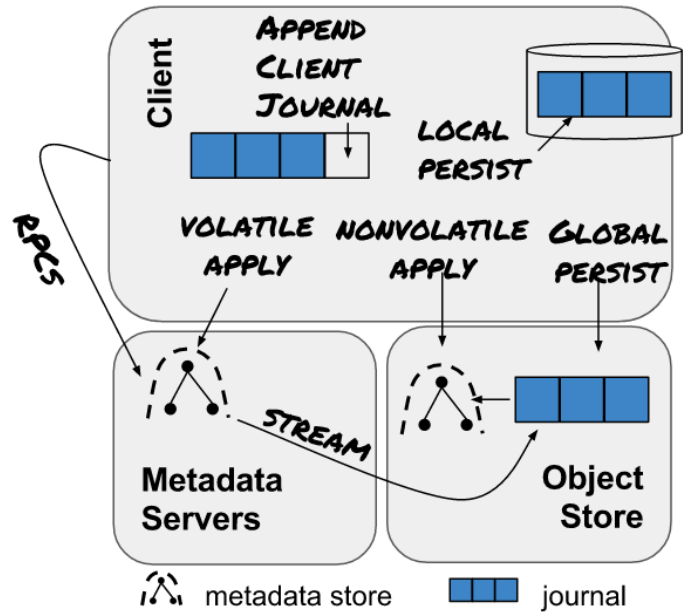 Client
APPEND
CLIENT
JOURNAL
LOCAL
PERSIST
RPCS
VOLATILE
APPLY
NONVOLATILE
APPLY
GLOBAL
PERSIST
STREAM
Metadata
Servers
Object
Store
metadata store
journal